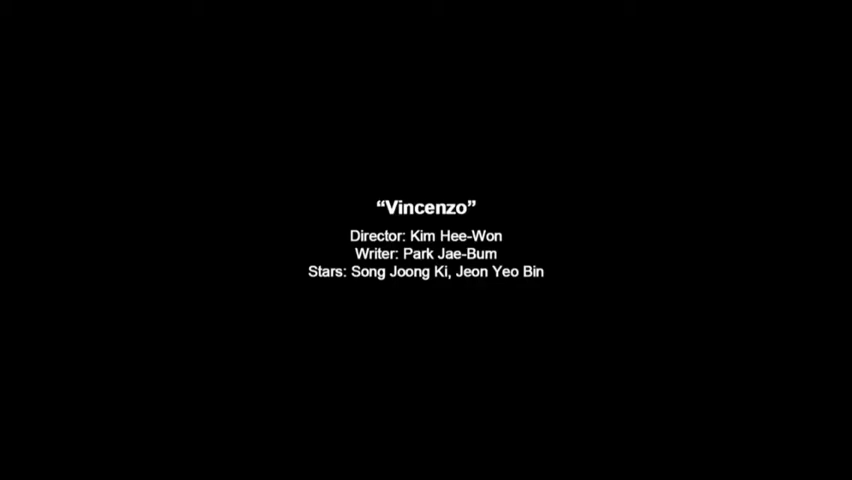 “Vincenzo”
Director: Kim Hee-Won
Writer: Park Jae-Bum
Stars: Song Joong Ki, Jeon Yeo Bin